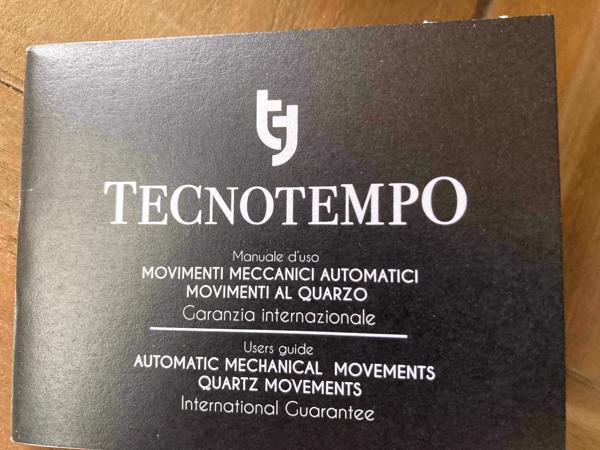 TECNOTEMPO
Manuale d'uso
MOVIMENTI MECCANICI AUTOMATICI
MOVIMENTI AL QUARZO
Garanzia internazionale
Users guide
AUTOMATIC MECHANICAL MOVEMENTS
QUARTZ MOVEMENTS
International Guarantee